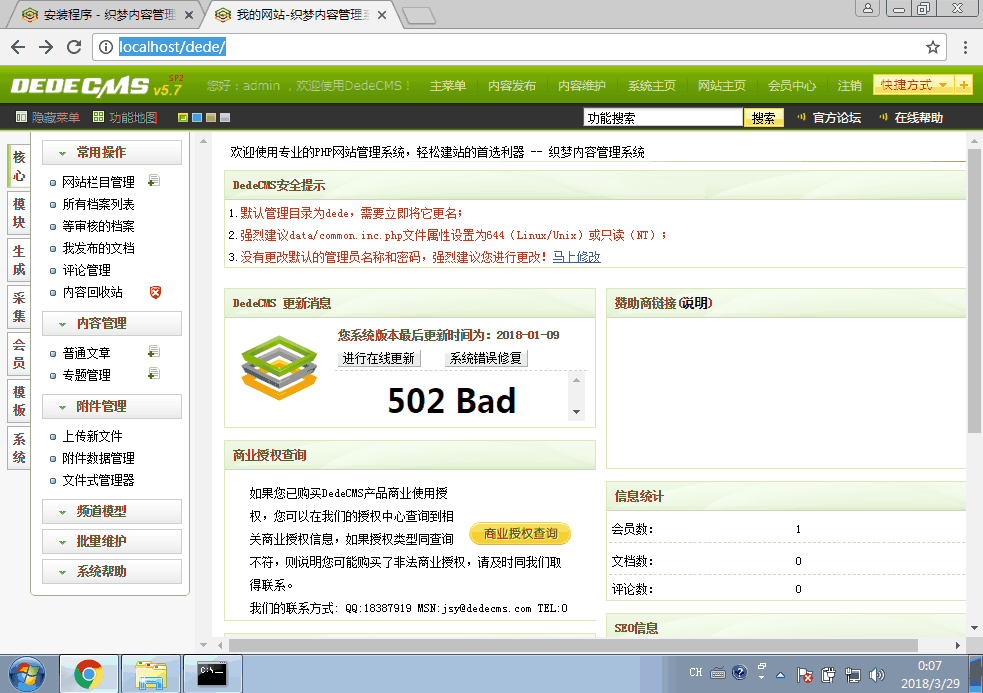 安装程序 - 织梦内容管理
我的网站-织梦内容管理系
localhost/dede/
DEDECMS v5.7 SP2
您好：admin ，欢迎使用DedeCMS！
主菜单 内容发布 内容维护 系统主页 网站主页 会员中心 注销 快捷方式
隐藏菜单 功能地图
功能搜索 搜索 官方论坛 在线帮助
核心
模块
生成
采集
会员
模板
系统
常用操作
网站栏目管理
所有档案列表
等审核的档案
我发布的文档
评论管理
内容回收站
内容管理
普通文章
专题管理
附件管理
上传新文件
附件数据管理
文件式管理器
频道模型
批量维护
系统帮助
欢迎使用专业的PHP网站管理系统，轻松建站的首选利器 -- 织梦内容管理系统
DedeCMS安全提示
1.默认管理目录为dede，需要立即将它更名；
2.强烈建议data/common.inc.php文件属性设置为644（Linux/Unix）或只读（NT）；
3.没有更改默认的管理员名称和密码，强烈建议您进行更改！马上修改
DedeCMS 更新消息
您系统版本最后更新时间为：2018-01-09
进行在线更新 系统错误修复
502 Bad
商业授权查询
如果您已购买DedeCMS产品商业使用授
权，您可以在我们的授权中心查询到相
关商业授权信息，如果授权类型同查询
不符，则说明您可能购买了非法商业授权，请及时同我们取
得联系。
我们的联系方式: QQ:18387919 MSN:jsy@dedecms.com TEL:0
商业授权查询
赞助商链接(说明)
信息统计
会员数： 1
文档数： 0
评论数： 0
SEO信息
C:\
CH
0:07
2018/3/29